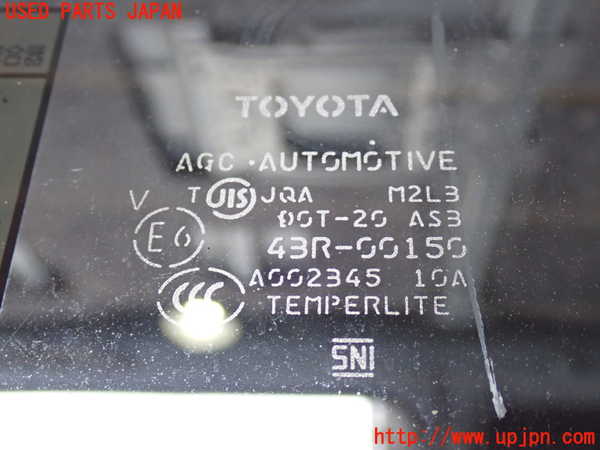 USED PARTS JAPAN
TOYOTA
AGC · AUTOMOTIVE
T JIS JQA M2L3
V DOT-20 AS3
E6 43R-00150
CCC A002345 10A
TEMPERLITE
SNI
http://www.upjpn.com/